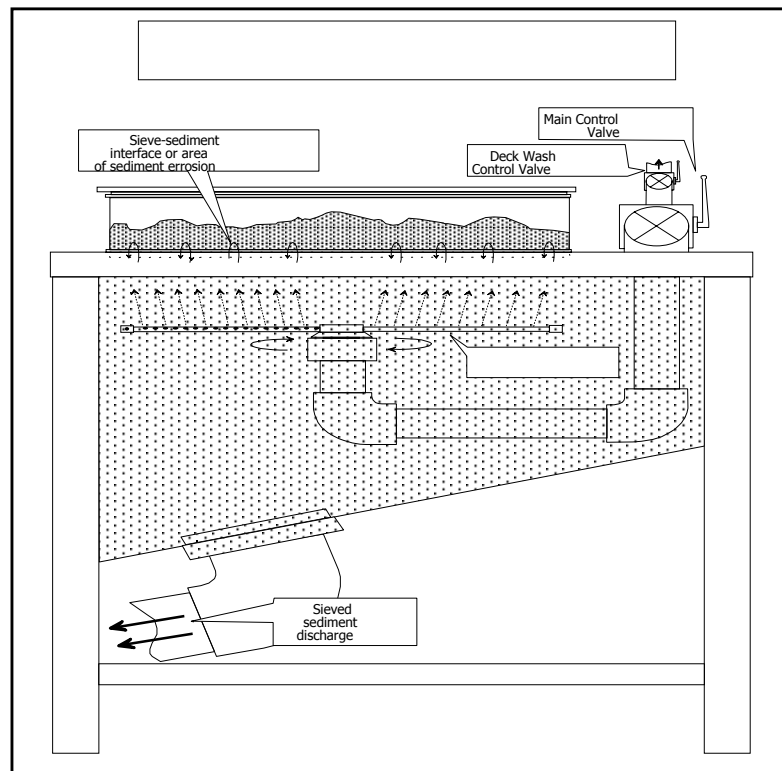 Main Control
Valve
Sieve-sediment
interface or area
of sediment errosion
Deck Wash
Control Valve
Sieved
sediment
discharge